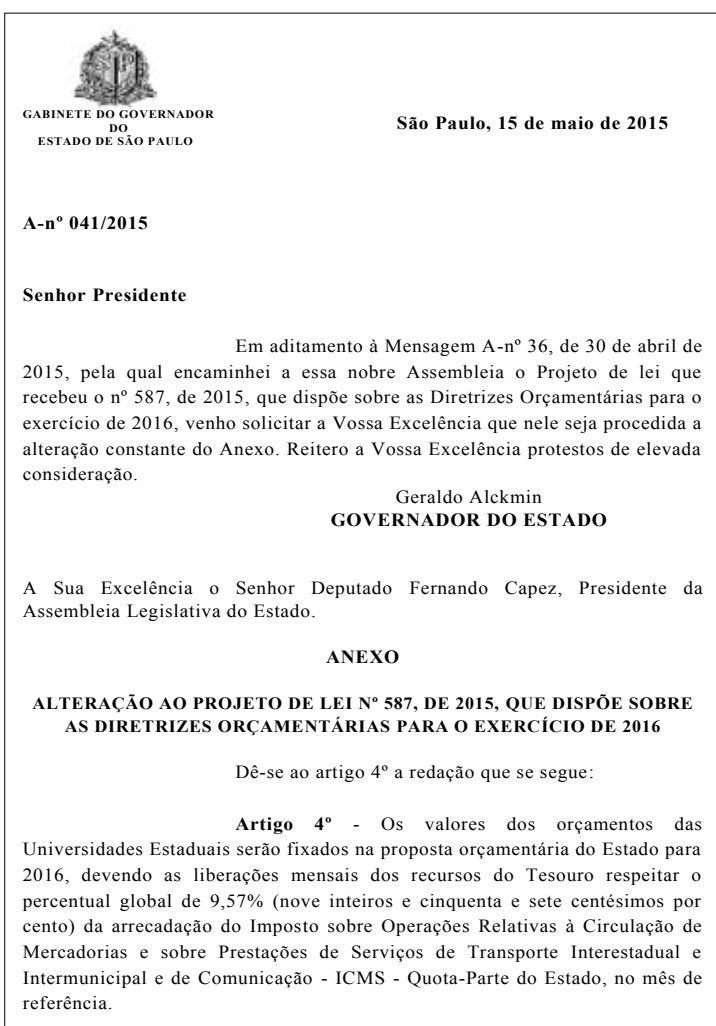 GABINETE DO GOVERNADOR
DO
ESTADO DE SÃO PAULO
São Paulo, 15 de maio de 2015
A-nº 041/2015
Senhor Presidente
Em aditamento à Mensagem A-nº 36, de 30 de abril de
2015, pela qual encaminhei a essa nobre Assembleia o Projeto de lei que
recebeu o nº 587, de 2015, que dispõe sobre as Diretrizes Orçamentárias para o
exercício de 2016, venho solicitar a Vossa Excelência que nele seja procedida a
alteração constante do Anexo. Reitero a Vossa Excelência protestos de elevada
consideração.
Geraldo Alckmin
GOVERNADOR DO ESTADO
A Sua Excelência o Senhor Deputado Fernando Capez, Presidente da
Assembleia Legislativa do Estado.
ANEXO
ALTERAÇÃO AO PROJETO DE LEI Nº 587, DE 2015, QUE DISPÕE SOBRE
AS DIRETRIZES ORÇAMENTÁRIAS PARA O EXERCÍCIO DE 2016
Dê-se ao artigo 4º a redação que se segue:
Artigo 4º - Os valores dos orçamentos das
Universidades Estaduais serão fixados na proposta orçamentária do Estado para
2016, devendo as liberações mensais dos recursos do Tesouro respeitar o
percentual global de 9,57% (nove inteiros e cinquenta e sete centésimos por
cento) da arrecadação do Imposto sobre Operações Relativas à Circulação de
Mercadorias e sobre Prestações de Serviços de Transporte Interestadual e
Intermunicipal e de Comunicação - ICMS - Quota-Parte do Estado, no mês de
referência.